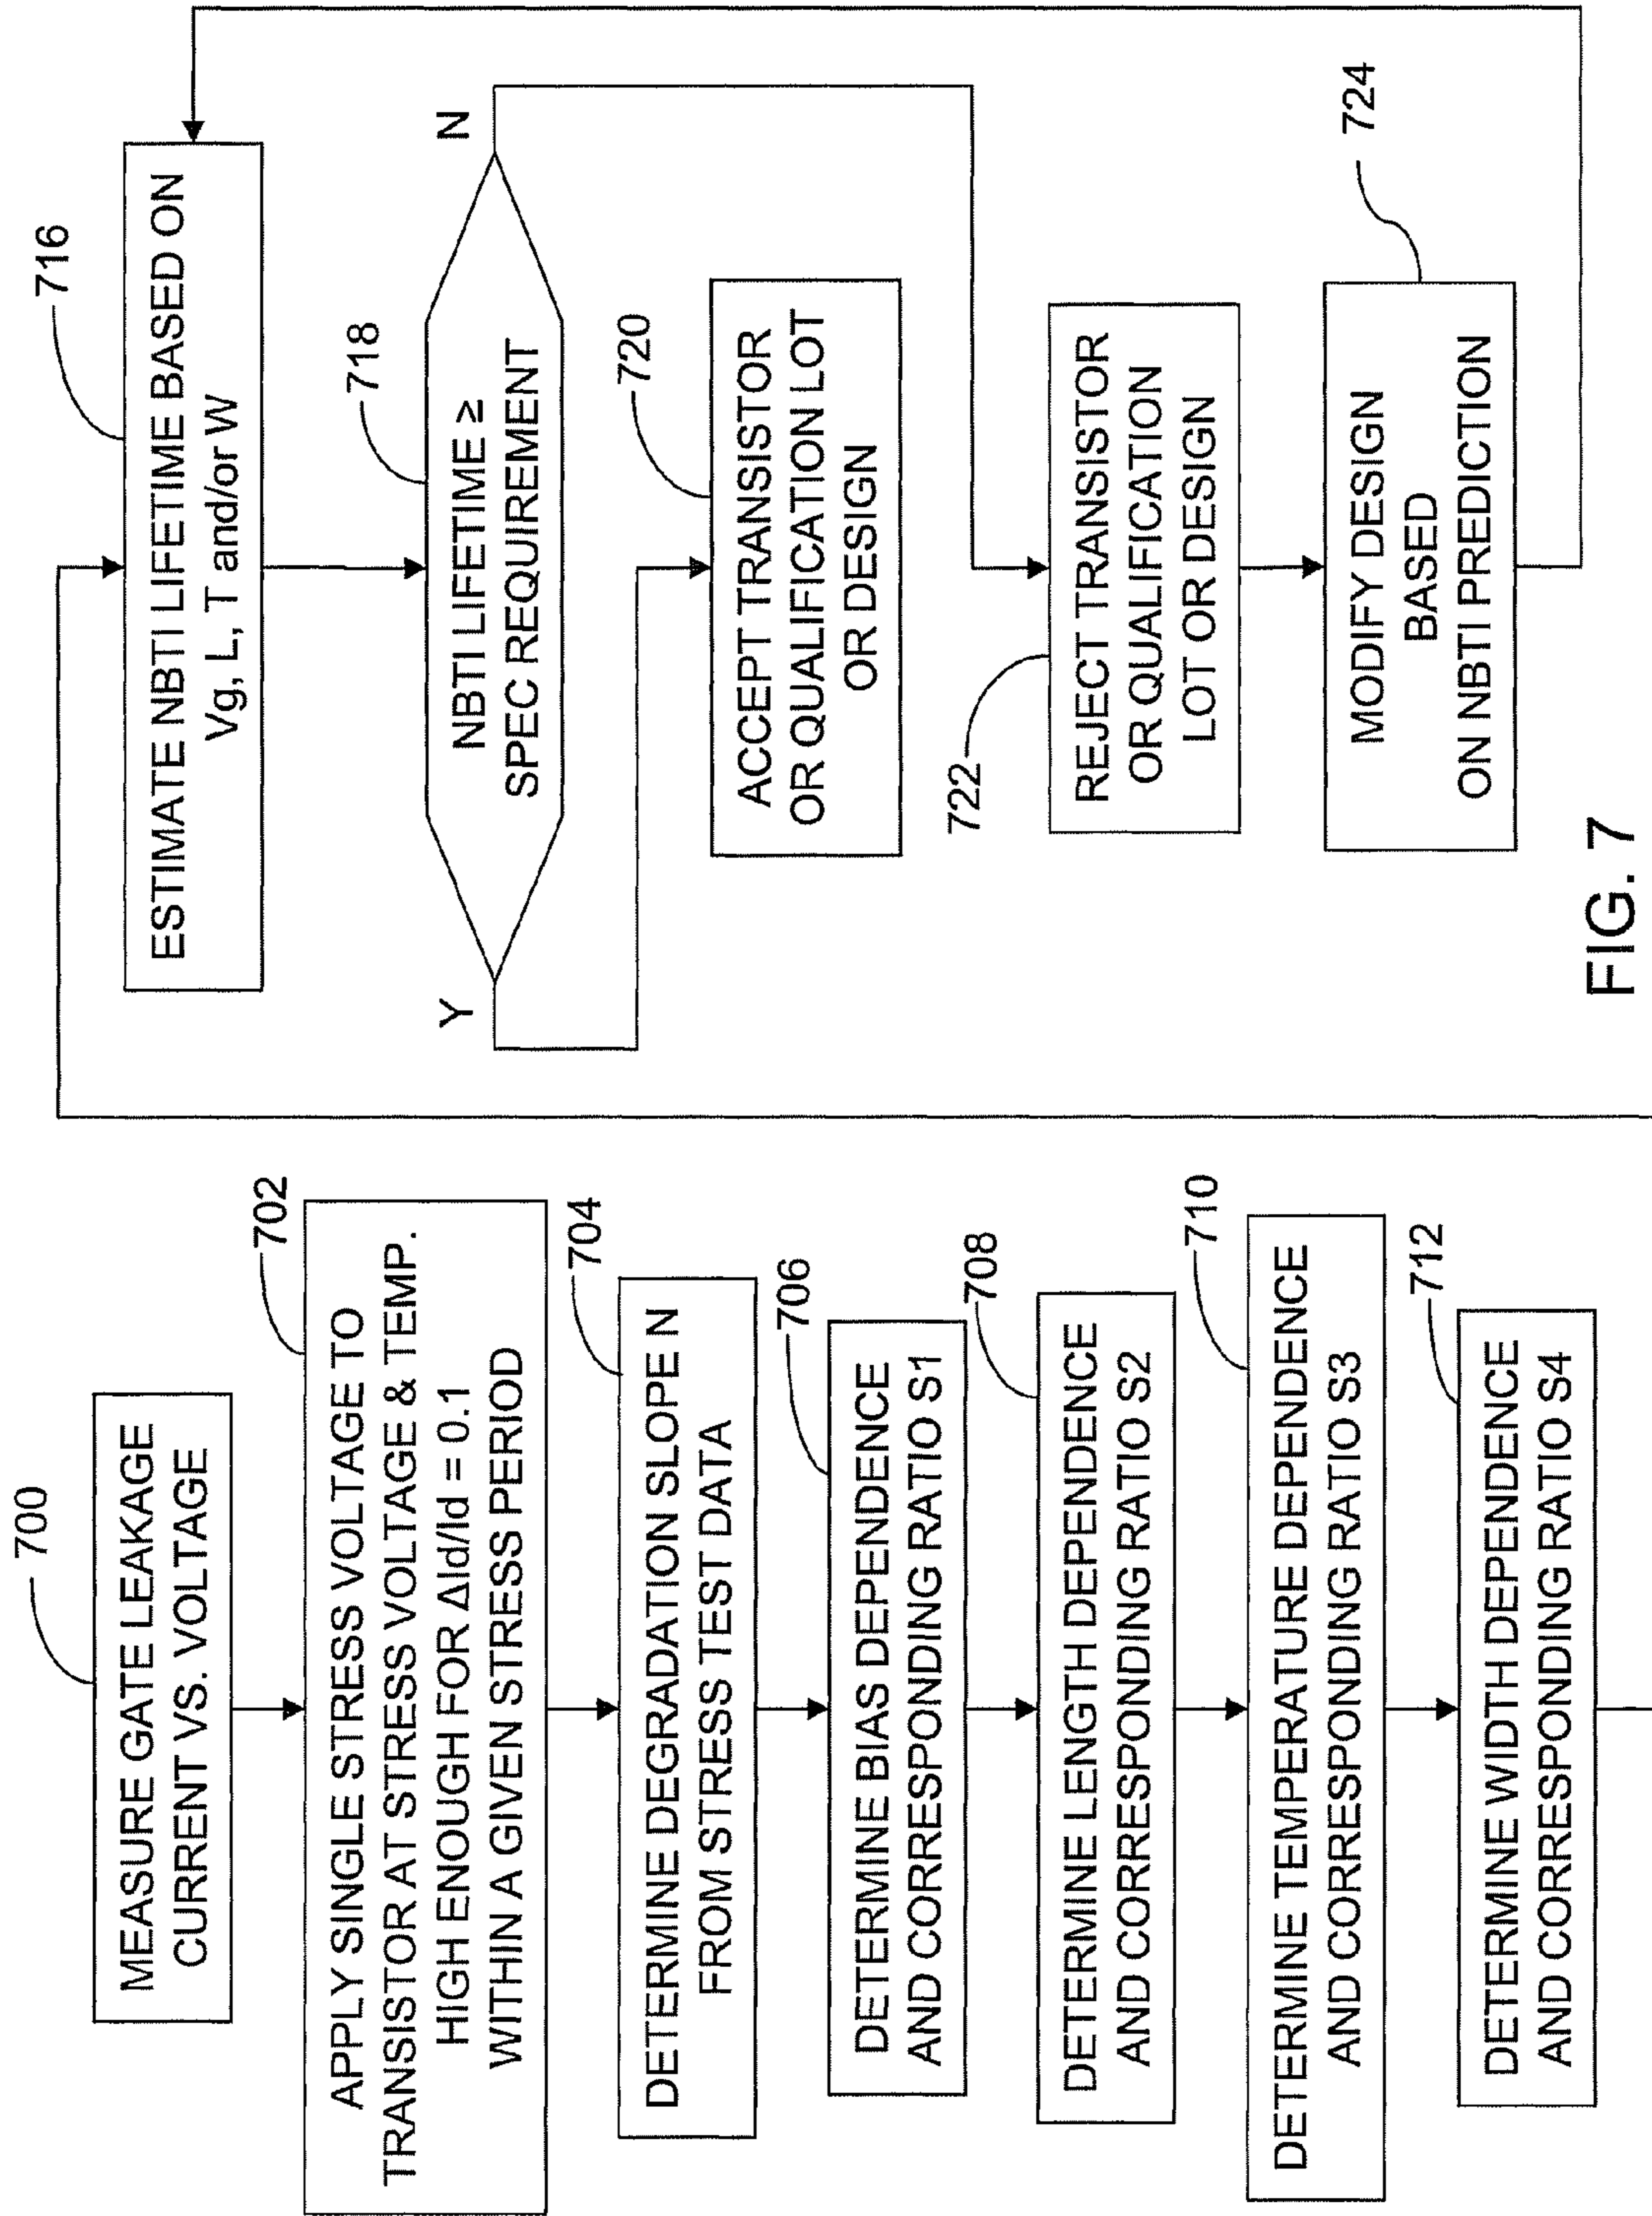 700
MEASURE GATE LEAKAGE
CURRENT VS. VOLTAGE
702
APPLY SINGLE STRESS VOLTAGE TO
TRANSISTOR AT STRESS VOLTAGE & TEMP.
HIGH ENOUGH FOR ΔId/Id = 0.1
WITHIN A GIVEN STRESS PERIOD
704
DETERMINE DEGRADATION SLOPE N
FROM STRESS TEST DATA
706
DETERMINE BIAS DEPENDENCE
AND CORRESPONDING RATIO S1
708
DETERMINE LENGTH DEPENDENCE
AND CORRESPONDING RATIO S2
710
DETERMINE TEMPERATURE DEPENDENCE
AND CORRESPONDING RATIO S3
712
DETERMINE WIDTH DEPENDENCE
AND CORRESPONDING RATIO S4
716
ESTIMATE NBTI LIFETIME BASED ON
Vg, L, T and/or W
718
Y
N
NBTI LIFETIME ≥
SPEC REQUIREMENT
720
ACCEPT TRANSISTOR
OR QUALIFICATION LOT
OR DESIGN
722
REJECT TRANSISTOR
OR QUALIFICATION
LOT OR DESIGN
724
MODIFY DESIGN
BASED
ON NBTI PREDICTION
FIG. 7